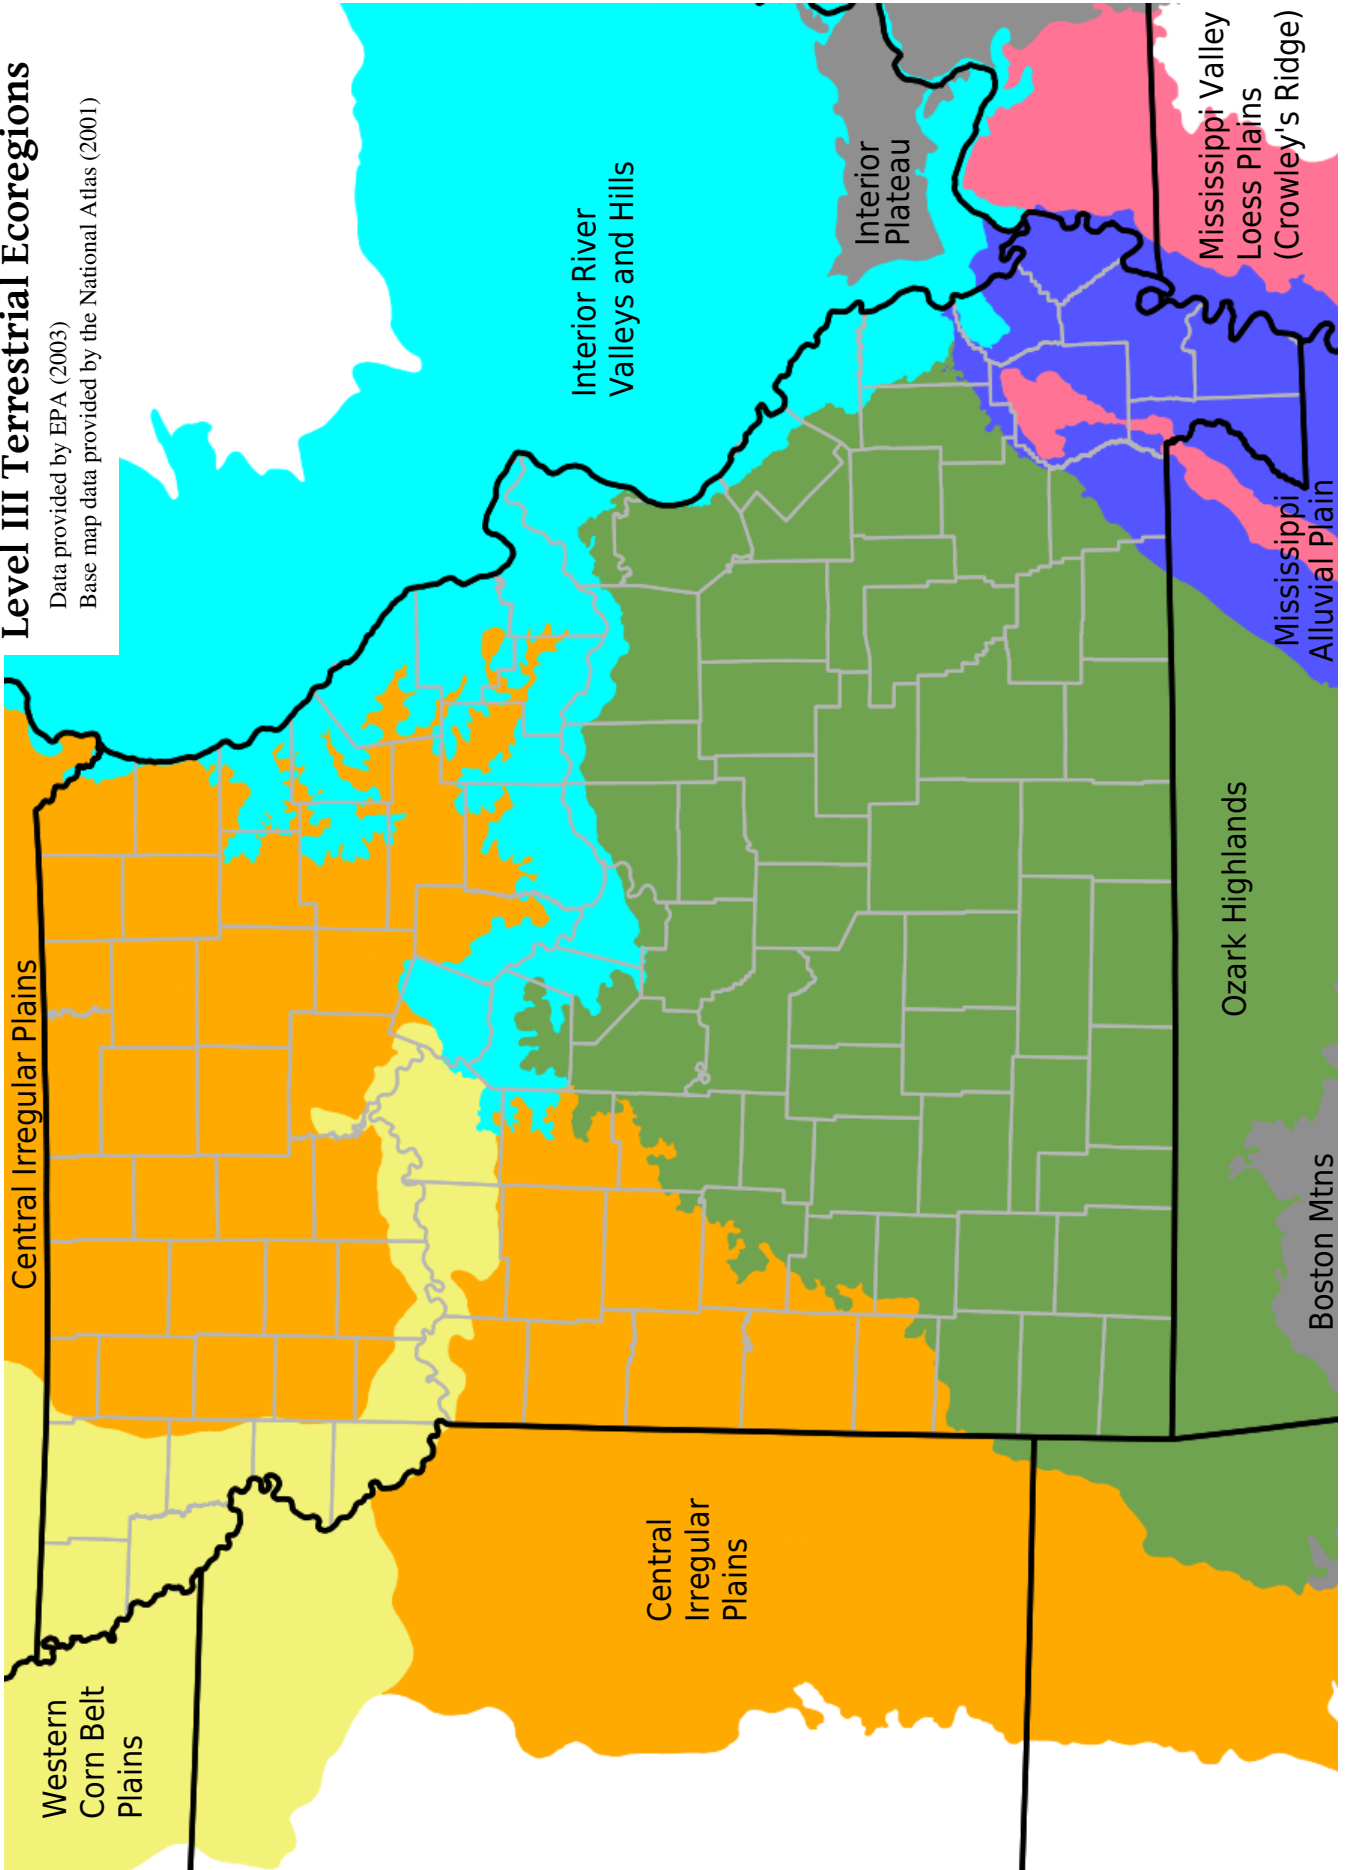 Level III Terrestrial Ecoregions
Data provided by EPA (2003)
Base map data provided by the National Atlas (2001)
Western
Corn Belt
Plains
Central Irregular Plains
Interior River
Valleys and Hills
Central
Irregular
Plains
Interior
Plateau
Ozark Highlands
Mississippi Valley
Loess Plains
(Crowley's Ridge)
Mississippi
Alluvial Plain
Boston Mtns